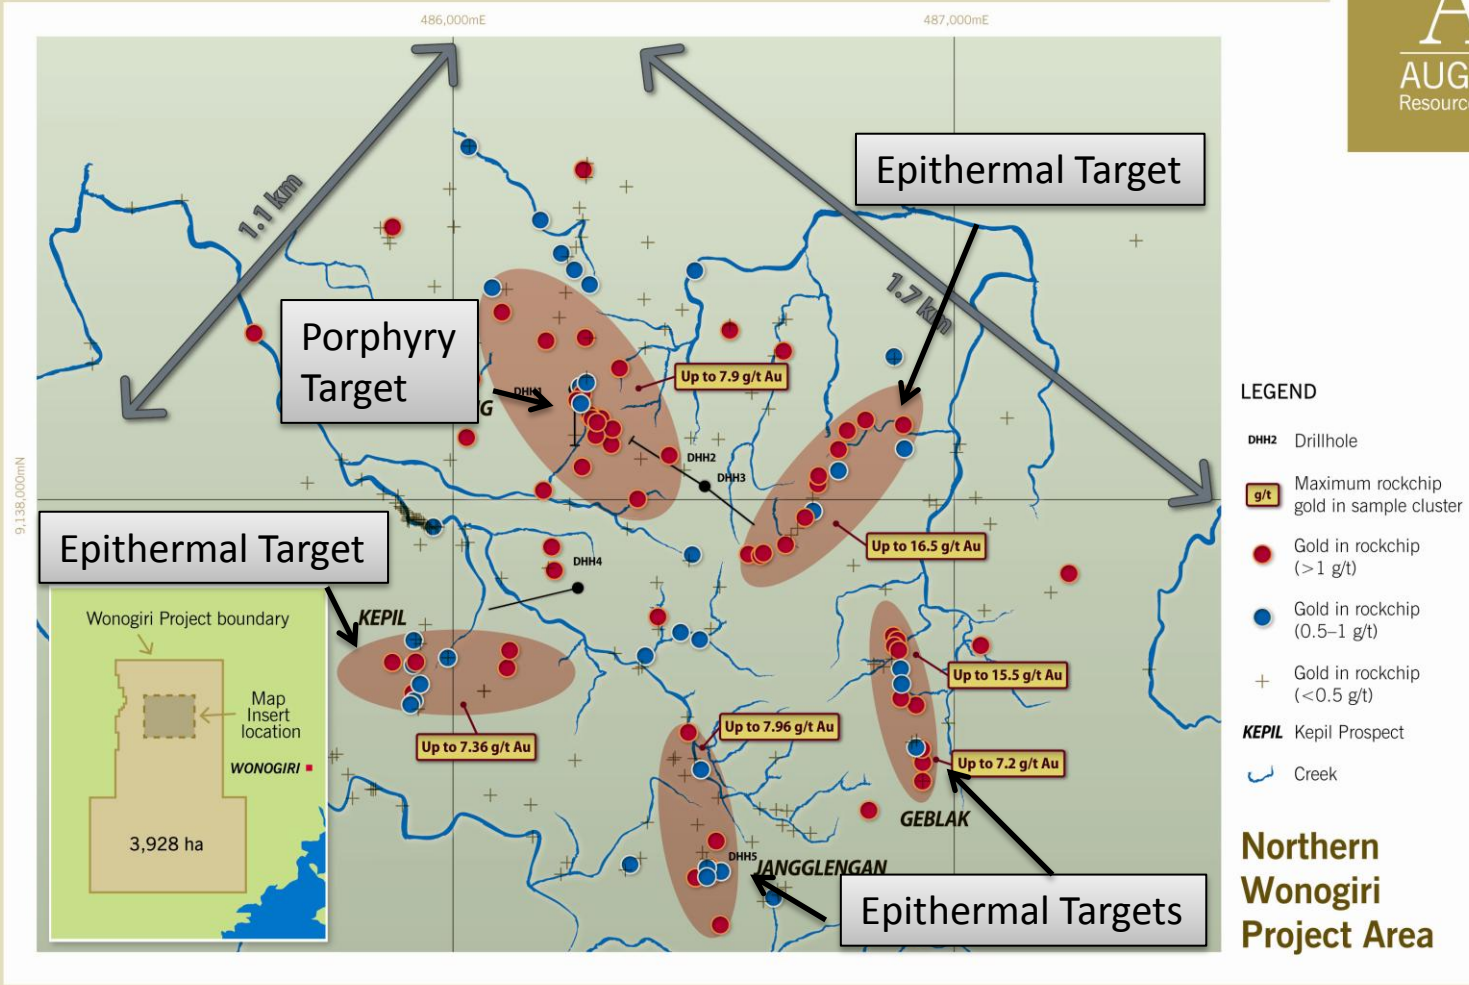 486,000mE
487,000mE
AUG
Resourc
Epithermal Target
1.1 km
1.7 km
Porphyry
Target
DHH1
G
Up to 7.9 g/t Au
DHH2
DHH3
9,138,000mN
Epithermal Target
Up to 16.5 g/t Au
DHH4
KEPIL
Up to 7.36 g/t Au
Up to 15.5 g/t Au
Up to 7.96 g/t Au
Up to 7.2 g/t Au
GEBLAK
DHH5
JANGGLENGAN
Epithermal Targets
Wonogiri Project boundary
Map
Insert
location
WONOGIRI
3,928 ha
LEGEND
DHH2 Drillhole
g/t Maximum rockchip
gold in sample cluster
Gold in rockchip
(>1 g/t)
Gold in rockchip
(0.5–1 g/t)
Gold in rockchip
(<0.5 g/t)
KEPIL Kepil Prospect
Creek
Northern
Wonogiri
Project Area